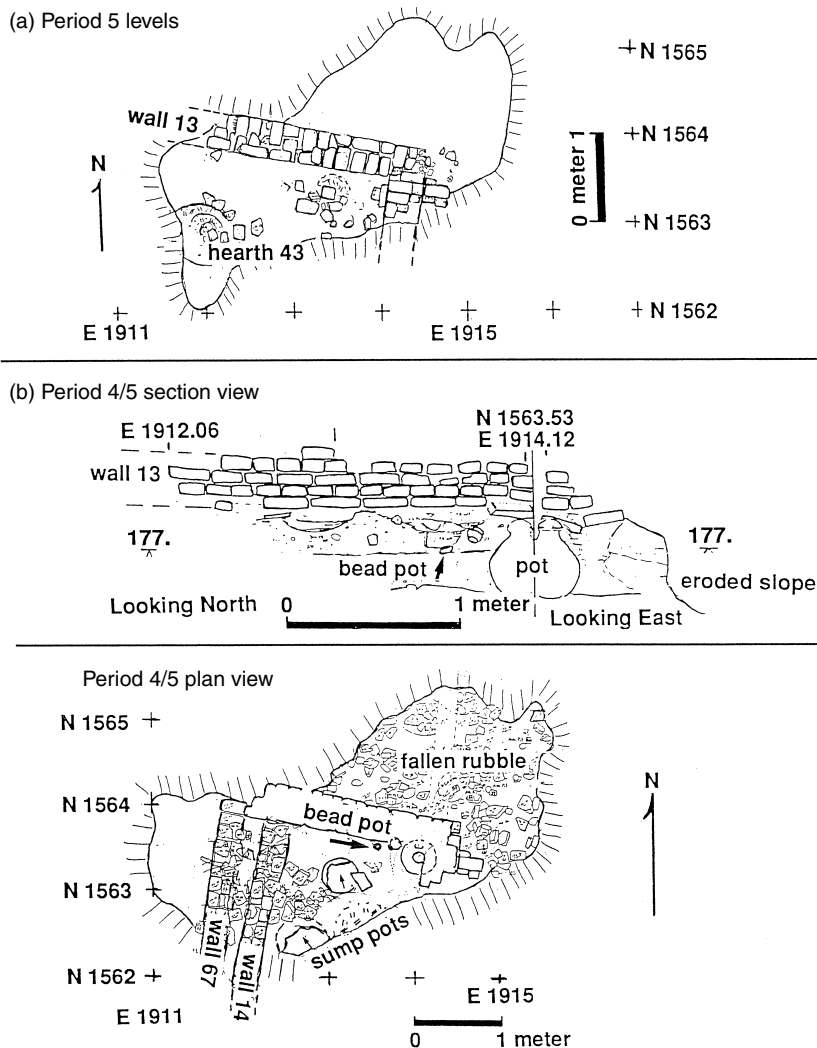 (a) Period 5 levels
N 1565
wall 13
N 1564
N
0 meter 1
N 1563
hearth 43
N 1562
E 1911
E 1915
(b) Period 4/5 section view
N 1563.53
E 1912.06
E 1914.12
wall 13
177.
177.
bead pot
pot
eroded slope
Looking North
0
1 meter
Looking East
Period 4/5 plan view
N 1565
fallen rubble
N
N 1564
bead pot
N 1563
sump pots
wall 67
wall 14
N 1562
E 1911
E 1915
0
1 meter